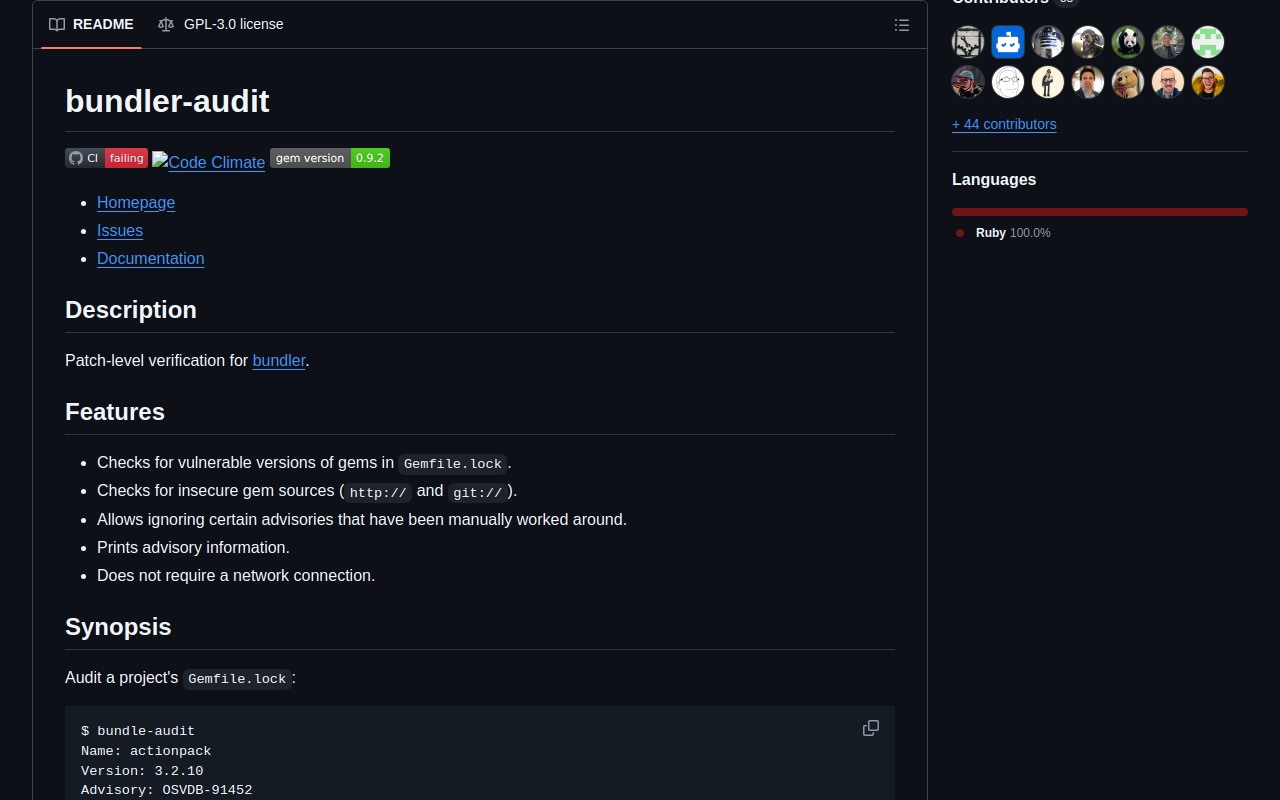 README
GPL-3.0 license
bundler-audit
CI failing Code Climate gem version 0.9.2
Homepage
Issues
Documentation
Description
Patch-level verification for bundler.
Features
Checks for vulnerable versions of gems in Gemfile.lock.
Checks for insecure gem sources (http:// and git://).
Allows ignoring certain advisories that have been manually worked around.
Prints advisory information.
Does not require a network connection.
Synopsis
Audit a project's Gemfile.lock:
$ bundle-audit
Name: actionpack
Version: 3.2.10
Advisory: OSVDB-91452
Contributors
+ 44 contributors
Languages
Ruby 100.0%